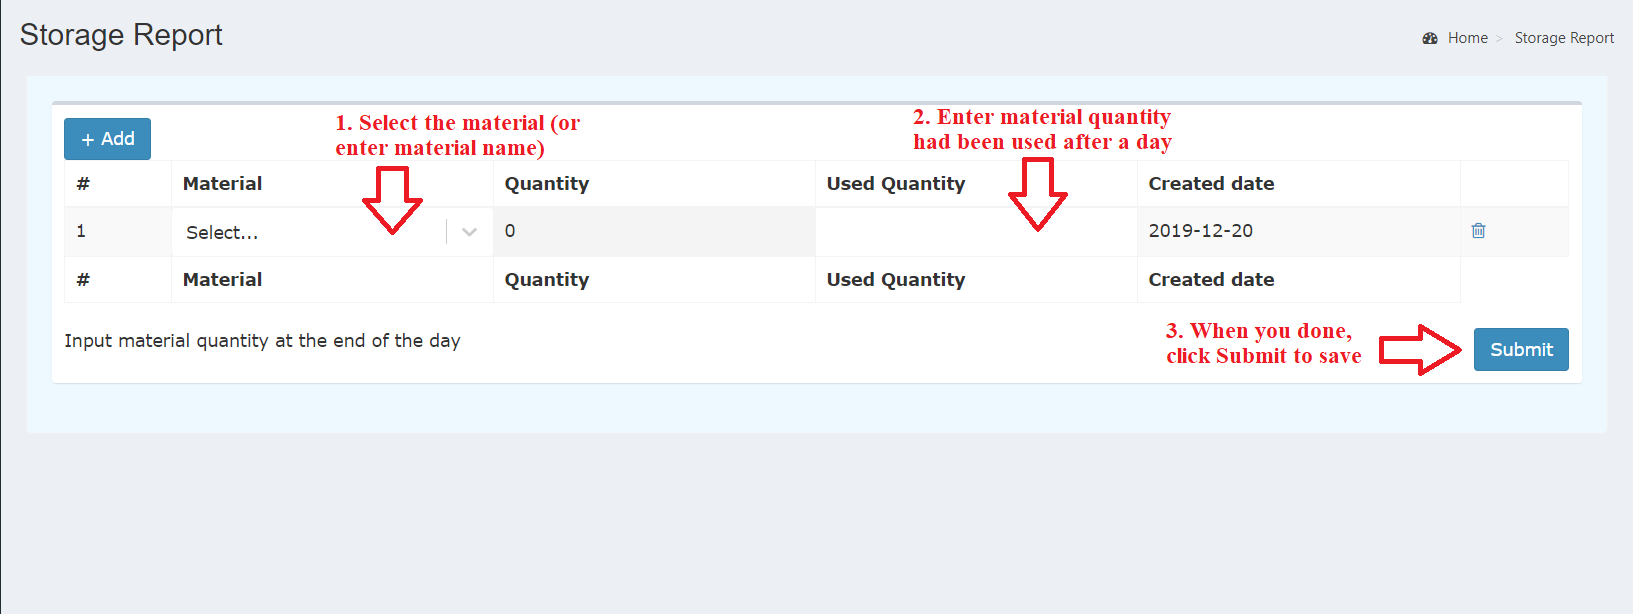 Storage Report
Home > Storage Report
1. Select the material (or
enter material name)
2. Enter material quantity
had been used after a day
+ Add
# Material Quantity Used Quantity Created date
1 Select... 0 2019-12-20
# Material Quantity Used Quantity Created date
Input material quantity at the end of the day
3. When you done,
click Submit to save
Submit